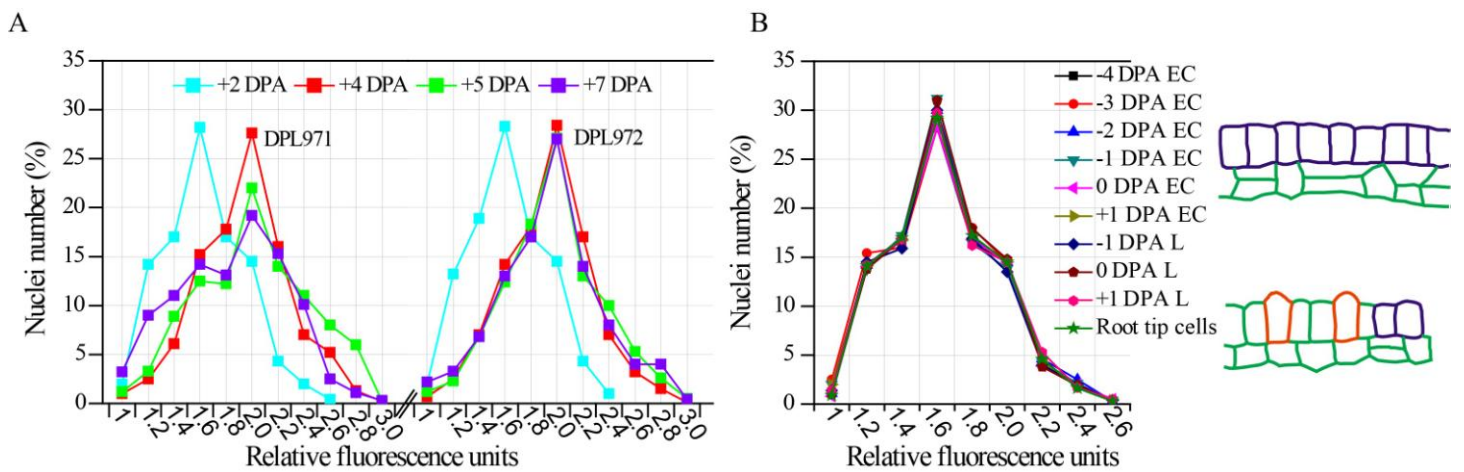 A
35
30
25
20
15
10
5
0
Nuclei number (%)
+2 DPA +4 DPA +5 DPA +7 DPA
DPL971
DPL972
1 1.2 1.4 1.6 1.8 2.0 2.2 2.4 2.6 2.8 3.0 1 1.2 1.4 1.6 1.8 2.0 2.2 2.4 2.6 2.8 3.0
Relative fluorescence units
B
35
30
25
20
15
10
5
0
Nuclei number (%)
1 1.2 1.4 1.6 1.8 2.0 2.2 2.4 2.6
Relative fluorescence units
-4 DPA EC
-3 DPA EC
-2 DPA EC
-1 DPA EC
0 DPA EC
+1 DPA EC
-1 DPA L
0 DPA L
+1 DPA L
Root tip cells